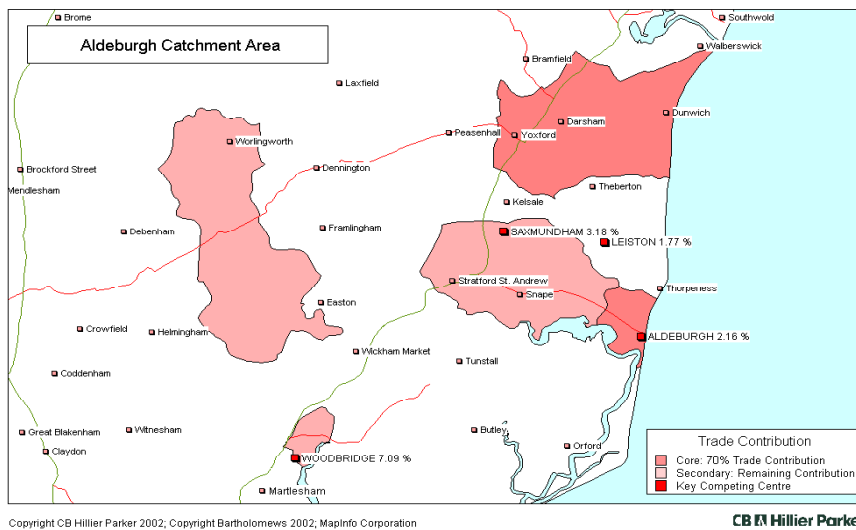 Brome
Southwold
Aldeburgh Catchment Area
Walberswick
Bramfield
Laxfield
Dunwich
Darsham
Peasenhall
Yoxford
Worlingworth
Brockford Street
Dennington
Mendlesham
Theberton
Kelsale
Debenham
Framlingham
SAXMUNDHAM 3.18 %
LEISTON 1.77 %
Stratford St. Andrew
Thorpeness
Snape
Easton
Crowfield
Helmingham
ALDEBURGH 2.16 %
Wickham Market
Tunstall
Coddenham
Great Blakenham
Witnesham
Butley
Orford
Claydon
WOODBRIDGE 7.09 %
Martlesham
Trade Contribution
Core: 70% Trade Contribution
Secondary: Remaining Contribution
Key Competing Centre
Copyright CB Hillier Parker 2002; Copyright Bartholomews 2002; MapInfo Corporation
CB Hillier Parker